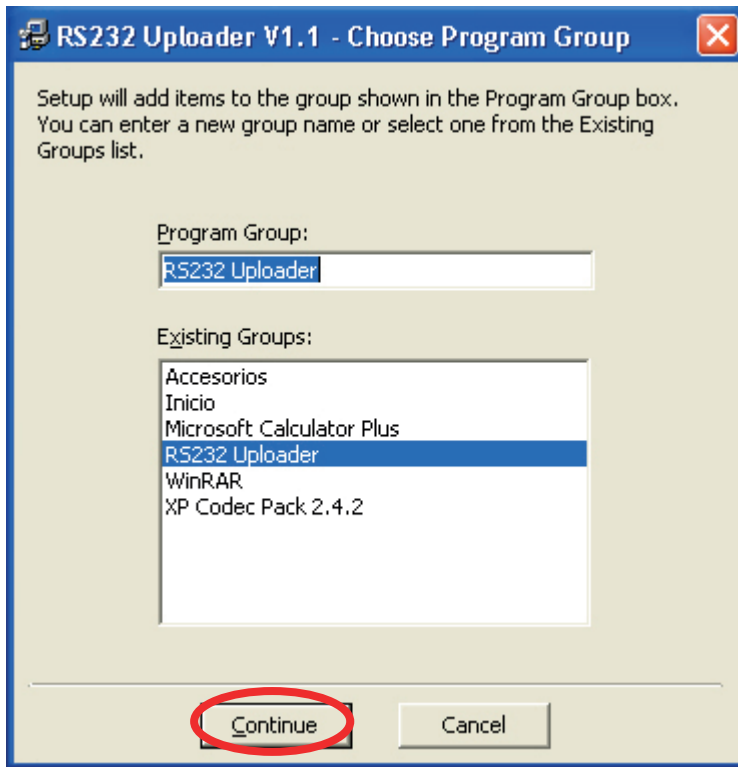 RS232 Uploader V1.1 - Choose Program Group
Setup will add items to the group shown in the Program Group box.
You can enter a new group name or select one from the Existing
Groups list.
Program Group:
RS232 Uploader
Existing Groups:
Accesorios
Inicio
Microsoft Calculator Plus
RS232 Uploader
WinRAR
XP Codec Pack 2.4.2
Continue
Cancel